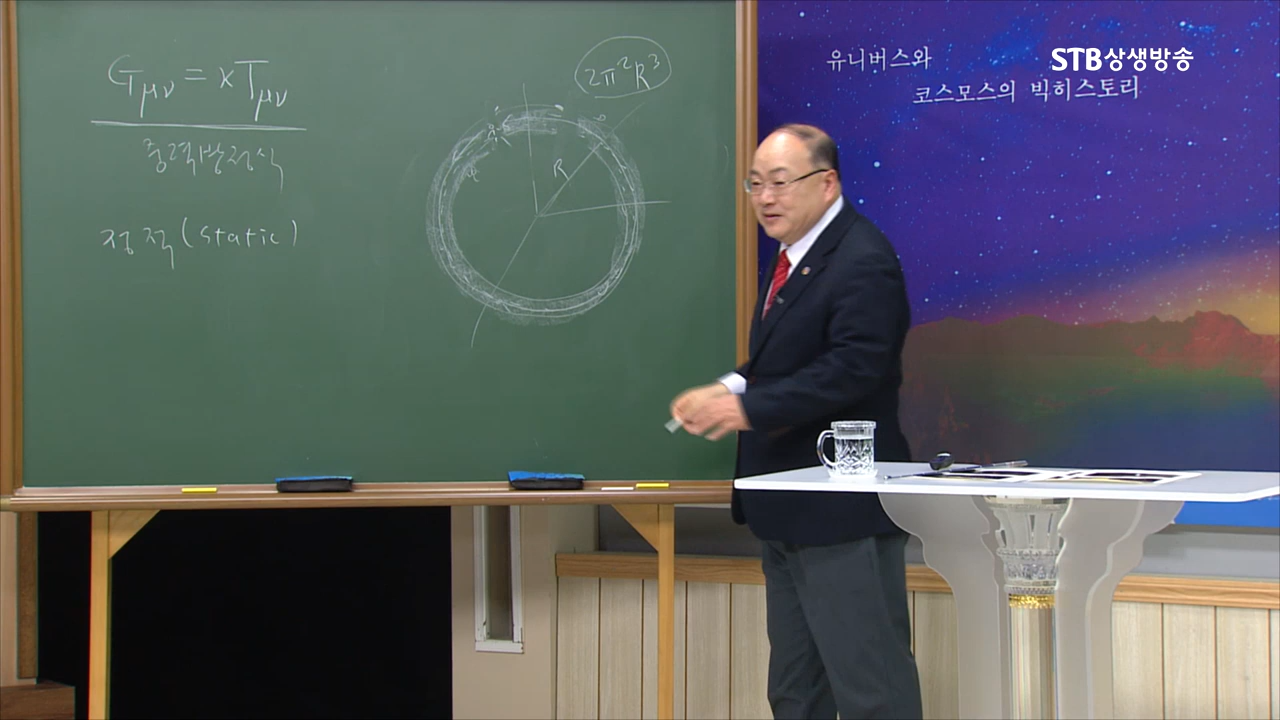 Gμν = κTμν
중력방정식
정적(static)
2π²R³
R
유니버스와
코스모스의 빅히스토리
STB상생방송